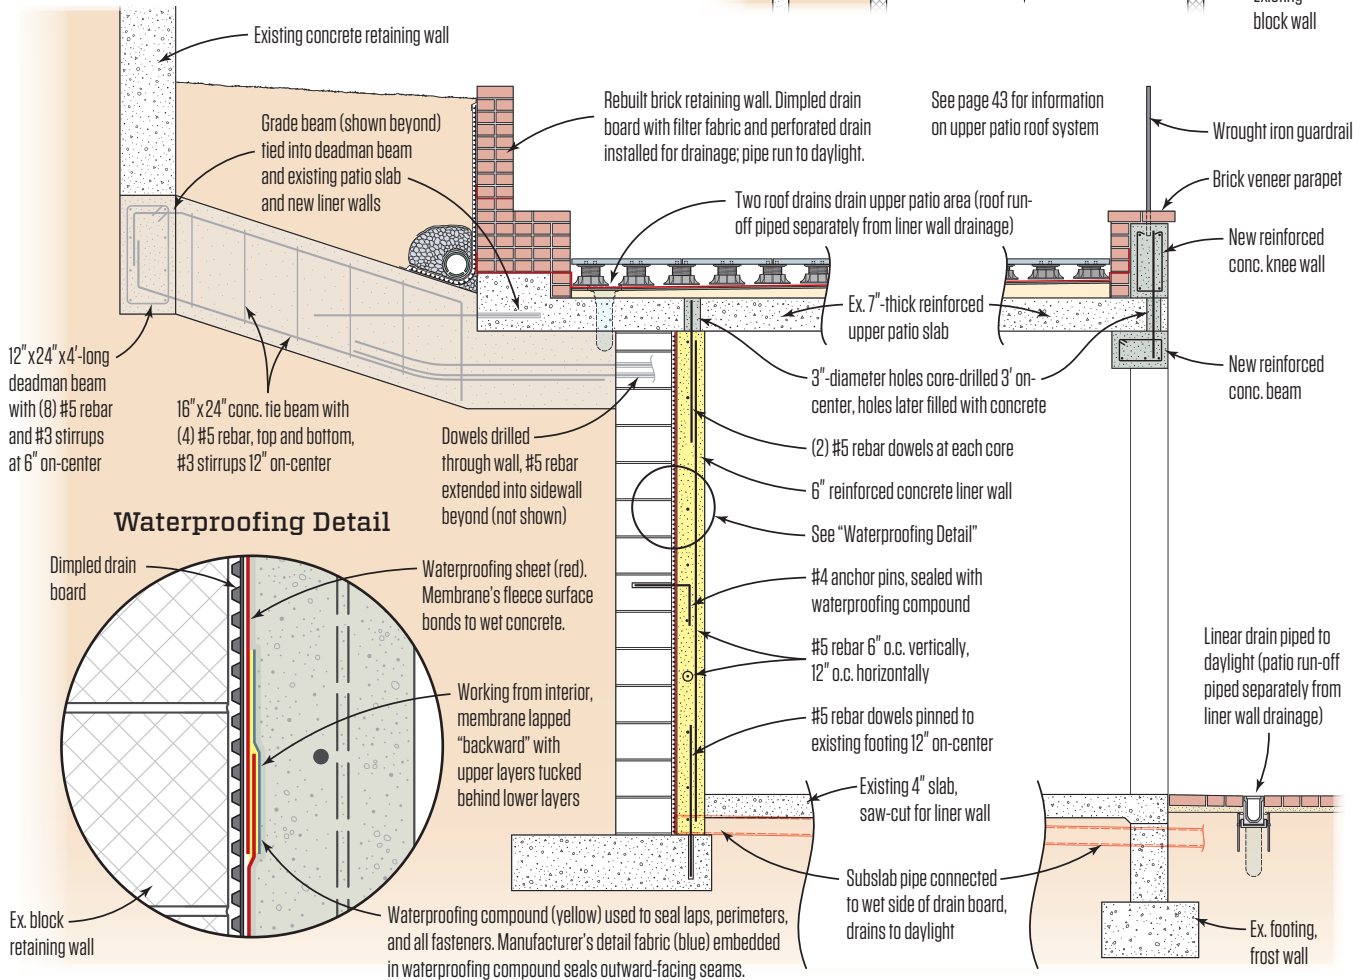 Existing
block wall
Existing concrete retaining wall
Grade beam (shown beyond)
tied into deadman beam
and existing patio slab
and new liner walls
Rebuilt brick retaining wall. Dimpled drain
board with filter fabric and perforated drain
installed for drainage; pipe run to daylight.
See page 43 for information
on upper patio roof system
Wrought iron guardrail
Brick veneer parapet
Two roof drains drain upper patio area (roof run-
off piped separately from liner wall drainage)
New reinforced
conc. knee wall
Ex. 7"-thick reinforced
upper patio slab
12"x24"x4'-long
deadman beam
with (8) #5 rebar
and #3 stirrups
at 6" on-center
16"x24" conc. tie beam with
(4) #5 rebar, top and bottom,
#3 stirrups 12" on-center
Dowels drilled
through wall, #5 rebar
extended into sidewall
beyond (not shown)
3"-diameter holes core-drilled 3' on-
center, holes later filled with concrete
New reinforced
conc. beam
(2) #5 rebar dowels at each core
6" reinforced concrete liner wall
See “Waterproofing Detail”
#4 anchor pins, sealed with
waterproofing compound
#5 rebar 6" o.c. vertically,
12" o.c. horizontally
#5 rebar dowels pinned to
existing footing 12" on-center
Existing 4" slab,
saw-cut for liner wall
Linear drain piped to
daylight (patio run-off
piped separately from
liner wall drainage)
Subslab pipe connected
to wet side of drain board,
drains to daylight
Ex. footing,
frost wall
Waterproofing Detail
Dimpled drain
board
Waterproofing sheet (red).
Membrane’s fleece surface
bonds to wet concrete.
Working from interior,
membrane lapped
“backward” with
upper layers tucked
behind lower layers
Ex. block
retaining wall
Waterproofing compound (yellow) used to seal laps, perimeters,
and all fasteners. Manufacturer’s detail fabric (blue) embedded
in waterproofing compound seals outward-facing seams.